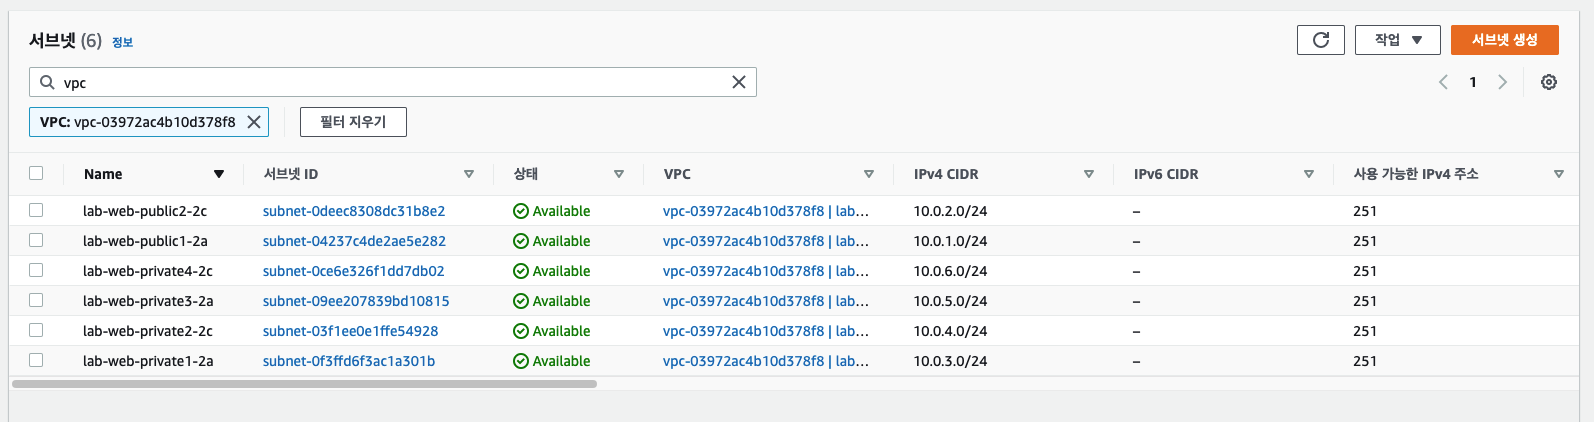 서브넷 (6) 정보
작업 서브넷 생성
vpc
1
VPC: vpc-03972ac4b10d378f8 필터 지우기
Name 서브넷 ID 상태 VPC IPv4 CIDR IPv6 CIDR 사용 가능한 IPv4 주소
lab-web-public2-2c subnet-0deec8308dc31b8e2 Available vpc-03972ac4b10d378f8 | lab... 10.0.2.0/24 – 251
lab-web-public1-2a subnet-04237c4de2ae5e282 Available vpc-03972ac4b10d378f8 | lab... 10.0.1.0/24 – 251
lab-web-private4-2c subnet-0ce6e326f1dd7db02 Available vpc-03972ac4b10d378f8 | lab... 10.0.6.0/24 – 251
lab-web-private3-2a subnet-09ee207839bd10815 Available vpc-03972ac4b10d378f8 | lab... 10.0.5.0/24 – 251
lab-web-private2-2c subnet-03f1ee0e1ffe54928 Available vpc-03972ac4b10d378f8 | lab... 10.0.4.0/24 – 251
lab-web-private1-2a subnet-0f3ffd6f3ac1a301b Available vpc-03972ac4b10d378f8 | lab... 10.0.3.0/24 – 251